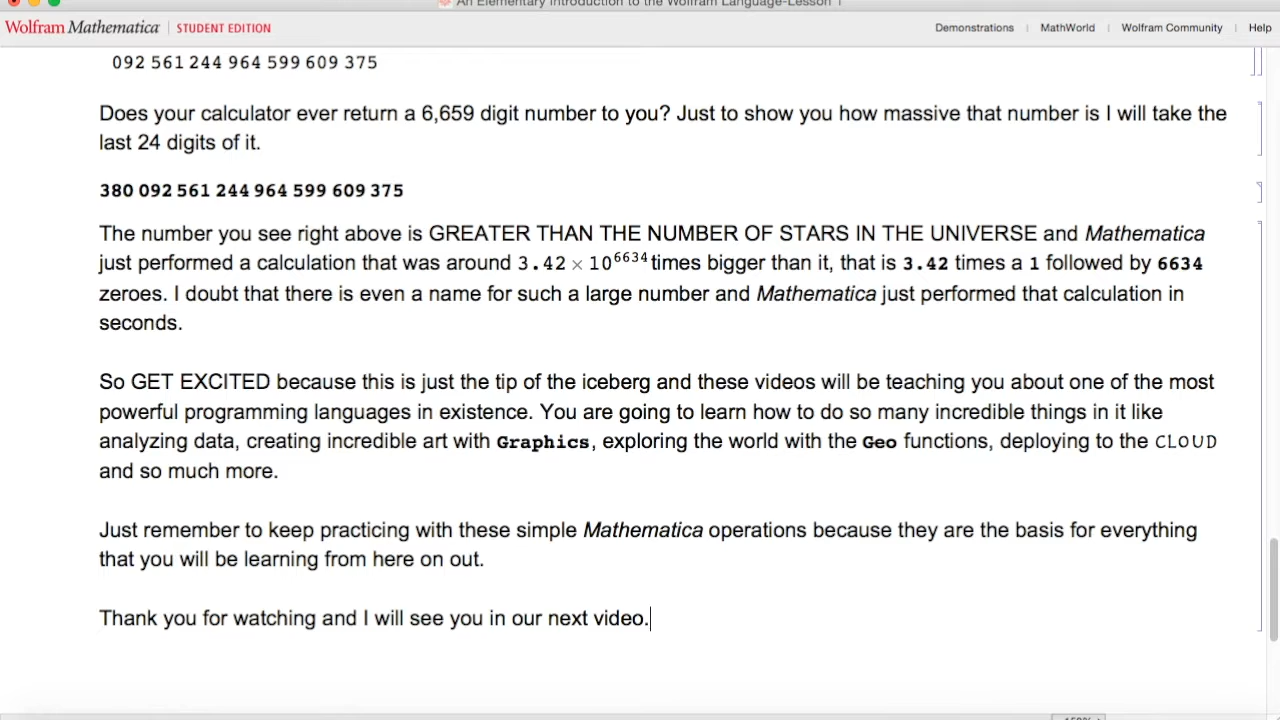 An Elementary Introduction to the Wolfram Language-Lesson 1
Wolfram Mathematica | STUDENT EDITION
Demonstrations | MathWorld | Wolfram Community | Help
092 561 244 964 599 609 375
Does your calculator ever return a 6,659 digit number to you? Just to show you how massive that number is I will take the
last 24 digits of it.
380 092 561 244 964 599 609 375
The number you see right above is GREATER THAN THE NUMBER OF STARS IN THE UNIVERSE and Mathematica
just performed a calculation that was around 3.42 × 10^6634 times bigger than it, that is 3.42 times a 1 followed by 6634
zeroes. I doubt that there is even a name for such a large number and Mathematica just performed that calculation in
seconds.
So GET EXCITED because this is just the tip of the iceberg and these videos will be teaching you about one of the most
powerful programming languages in existence. You are going to learn how to do so many incredible things in it like
analyzing data, creating incredible art with Graphics, exploring the world with the Geo functions, deploying to the CLOUD
and so much more.
Just remember to keep practicing with these simple Mathematica operations because they are the basis for everything
that you will be learning from here on out.
Thank you for watching and I will see you in our next video.